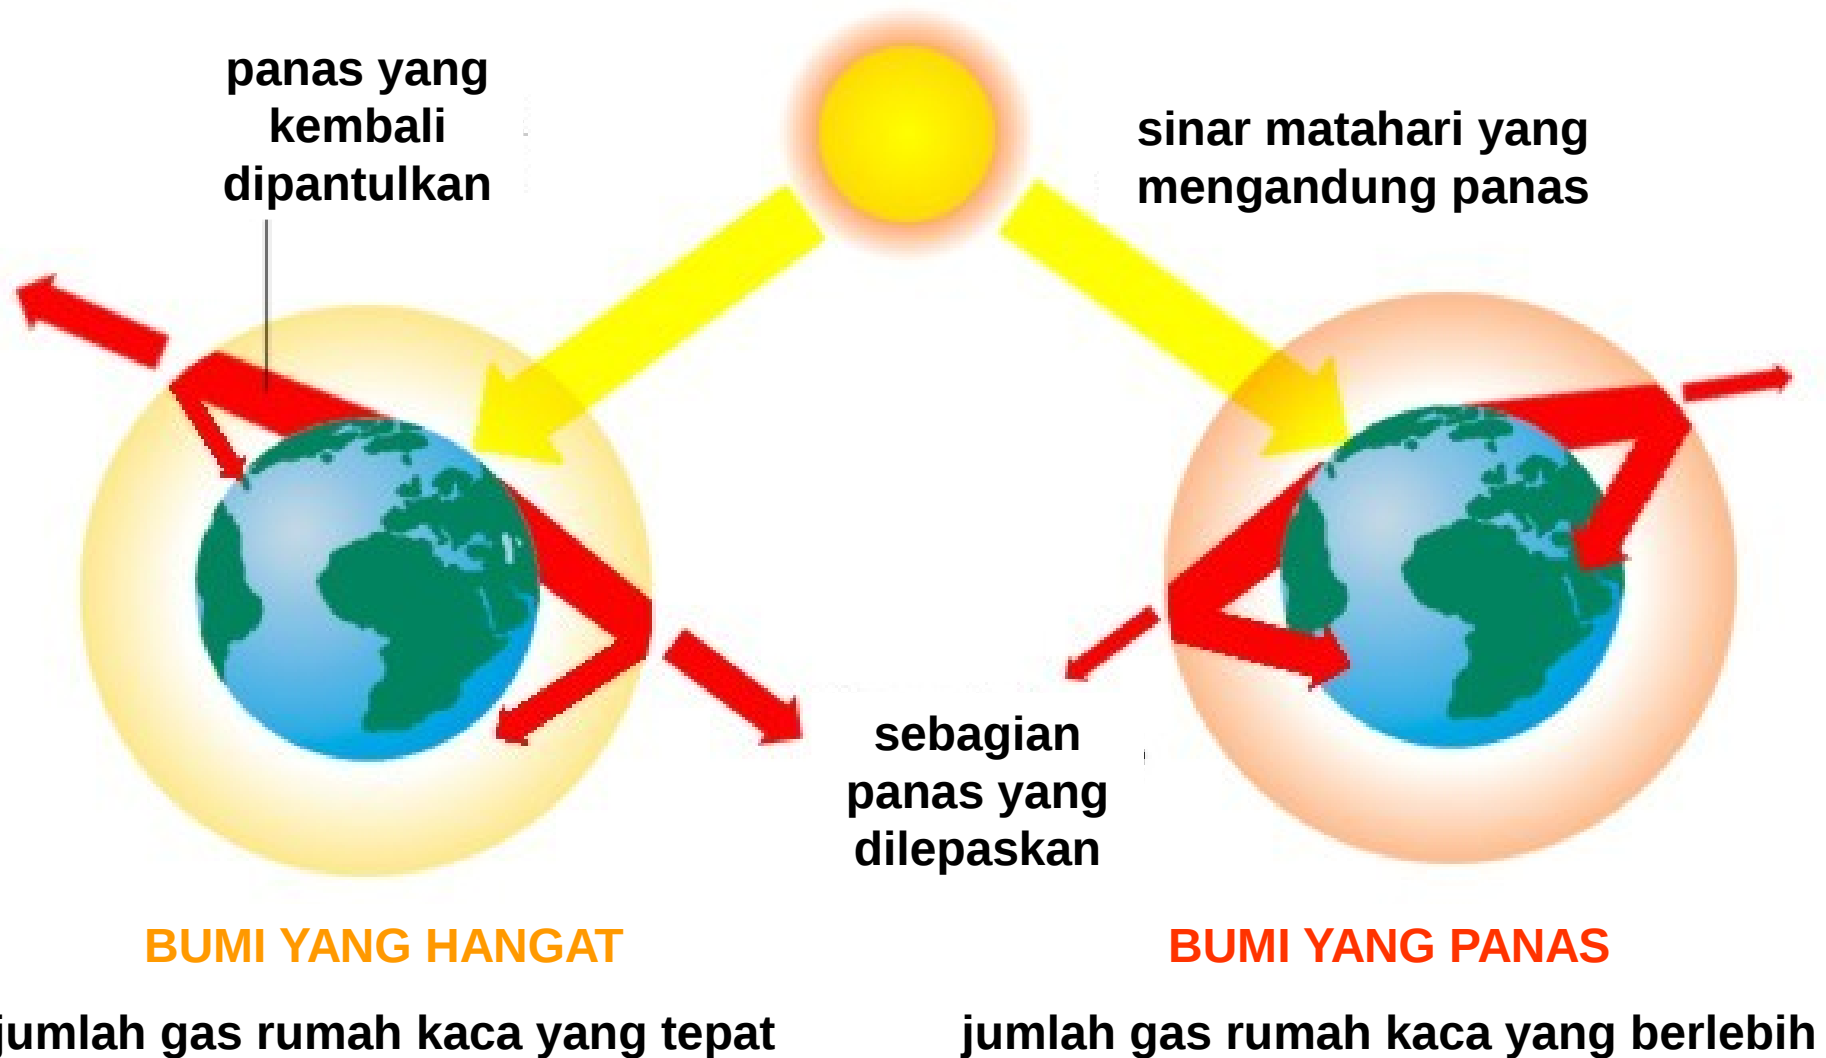 panas yang
kembali
dipantulkan
sinar matahari yang
mengandung panas
sebagian
panas yang
dilepaskan
BUMI YANG HANGAT
BUMI YANG PANAS
jumlah gas rumah kaca yang tepat
jumlah gas rumah kaca yang berlebih